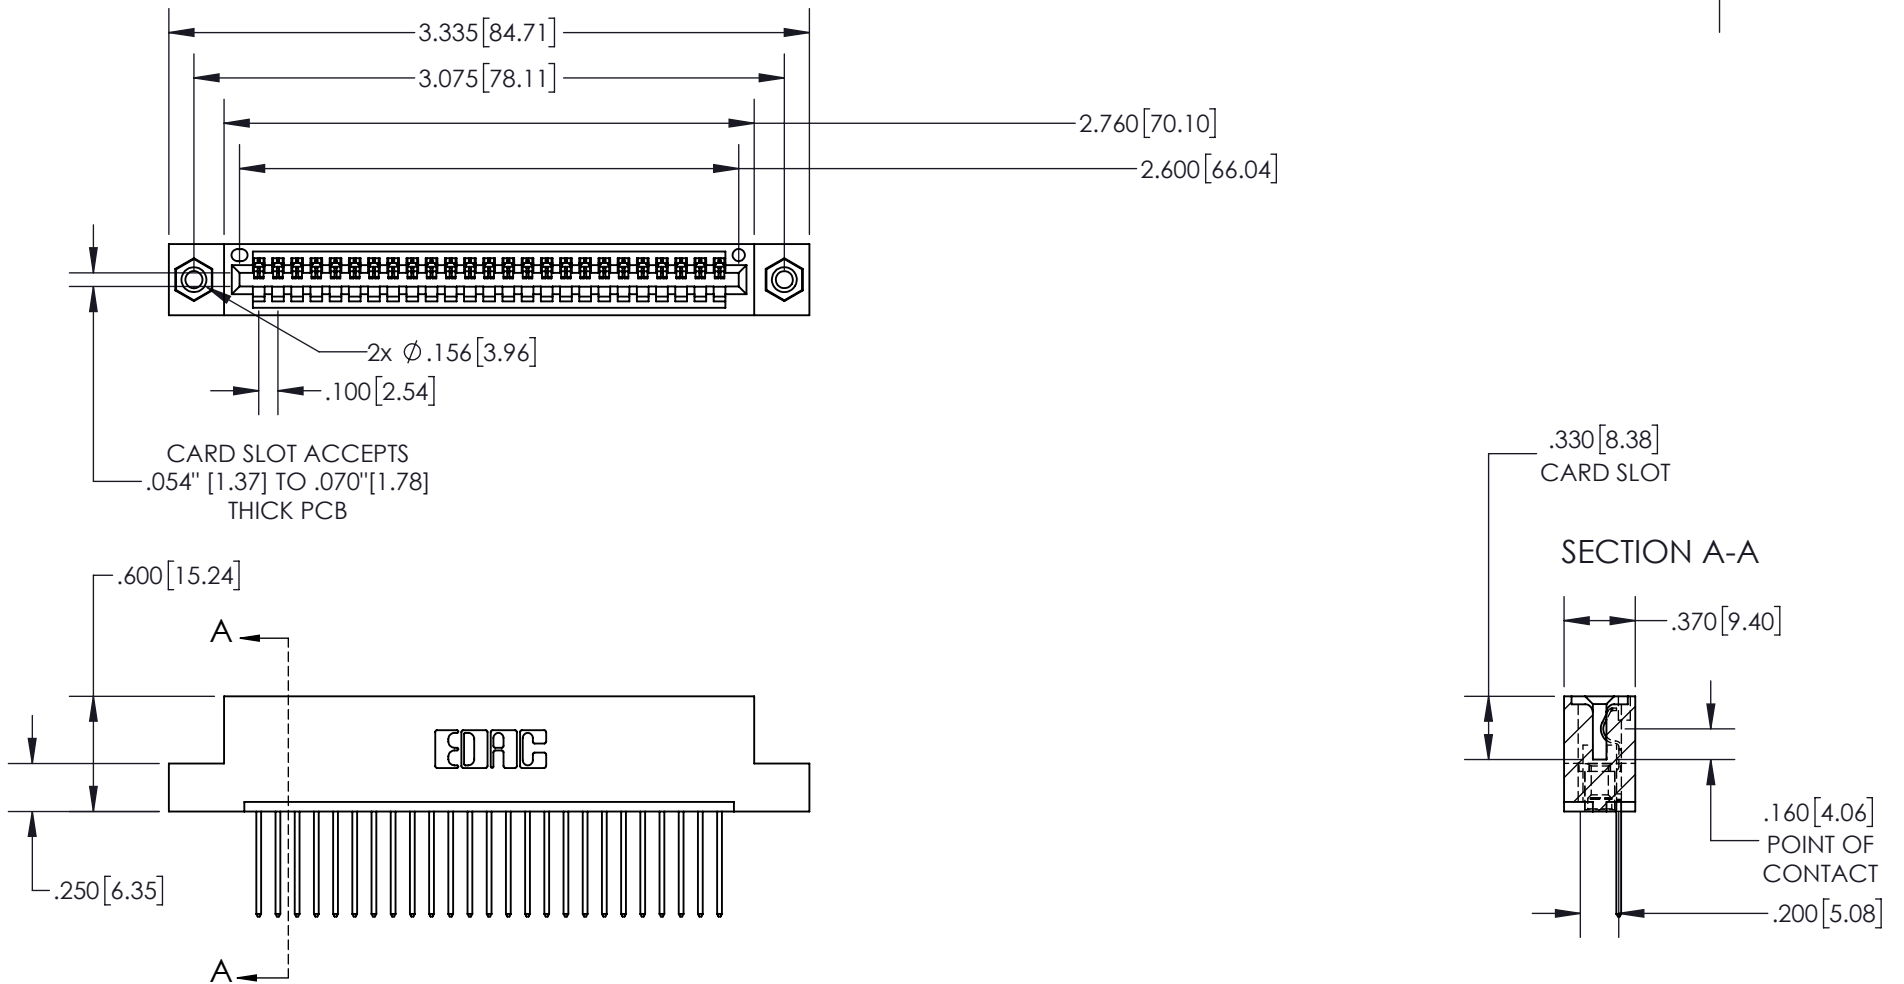 3.335[84.71]
3.075[78.11]
2.760[70.10]
2.600[66.04]
2x ∅.156[3.96]
.100[2.54]
CARD SLOT ACCEPTS
.054" [1.37] TO .070"[1.78]
THICK PCB
.330[8.38]
CARD SLOT
SECTION A-A
.600[15.24]
.370[9.40]
A
EDAC
.160[4.06]
POINT OF
CONTACT
.250[6.35]
.200[5.08]
A